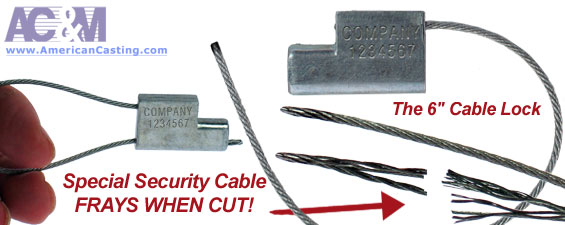 AC&M
www.AmericanCasting.com
COMPANY
1234567
The 6" Cable Lock
COMPANY
1234567
Special Security Cable
FRAYS WHEN CUT!